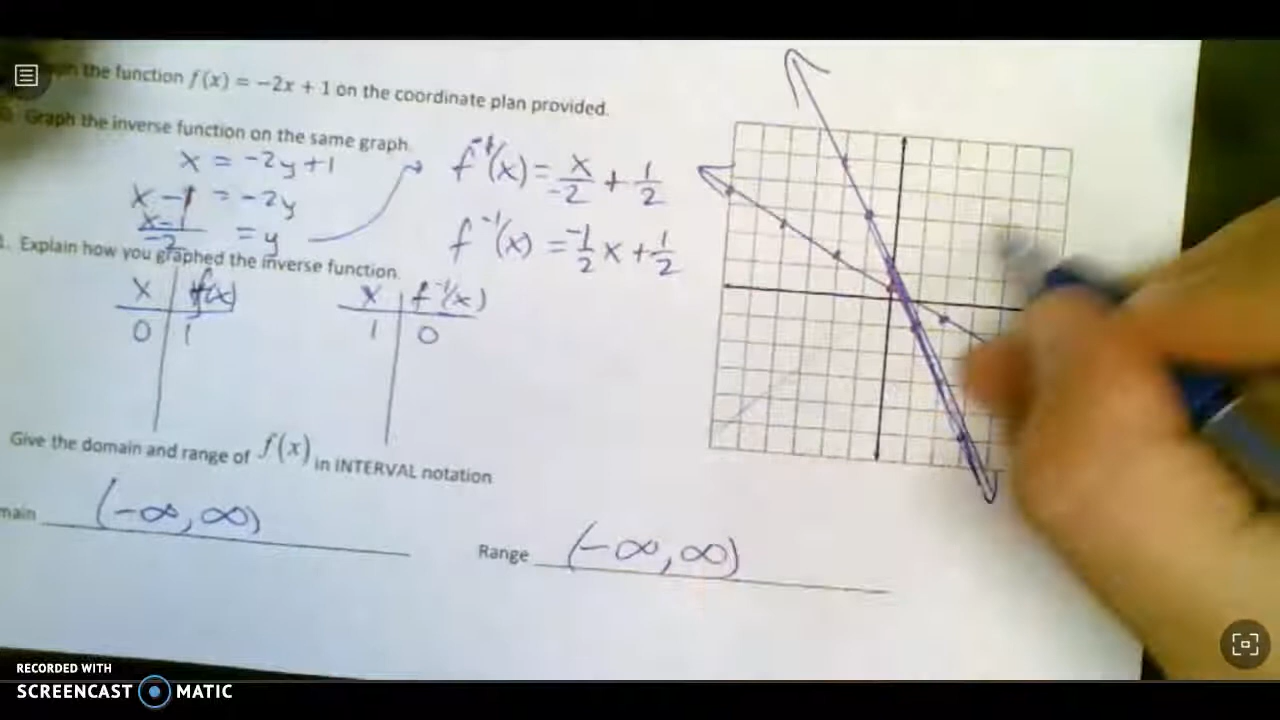 the function f(x) = −2x + 1 on the coordinate plan provided.
Graph the inverse function on the same graph.
x = -2y+1
x -1 = -2y
x-1/-2 = y
f⁻¹(x) = x/-2 + 1/2
f⁻¹(x) = -1/2 x + 1/2
. Explain how you graphed the inverse function.
x | f(x)
0 | 1
x | f⁻¹(x)
1 | 0
Give the domain and range of f(x) in INTERVAL notation
main (-∞, ∞)
Range (-∞, ∞)
RECORDED WITH
SCREENCAST MATIC